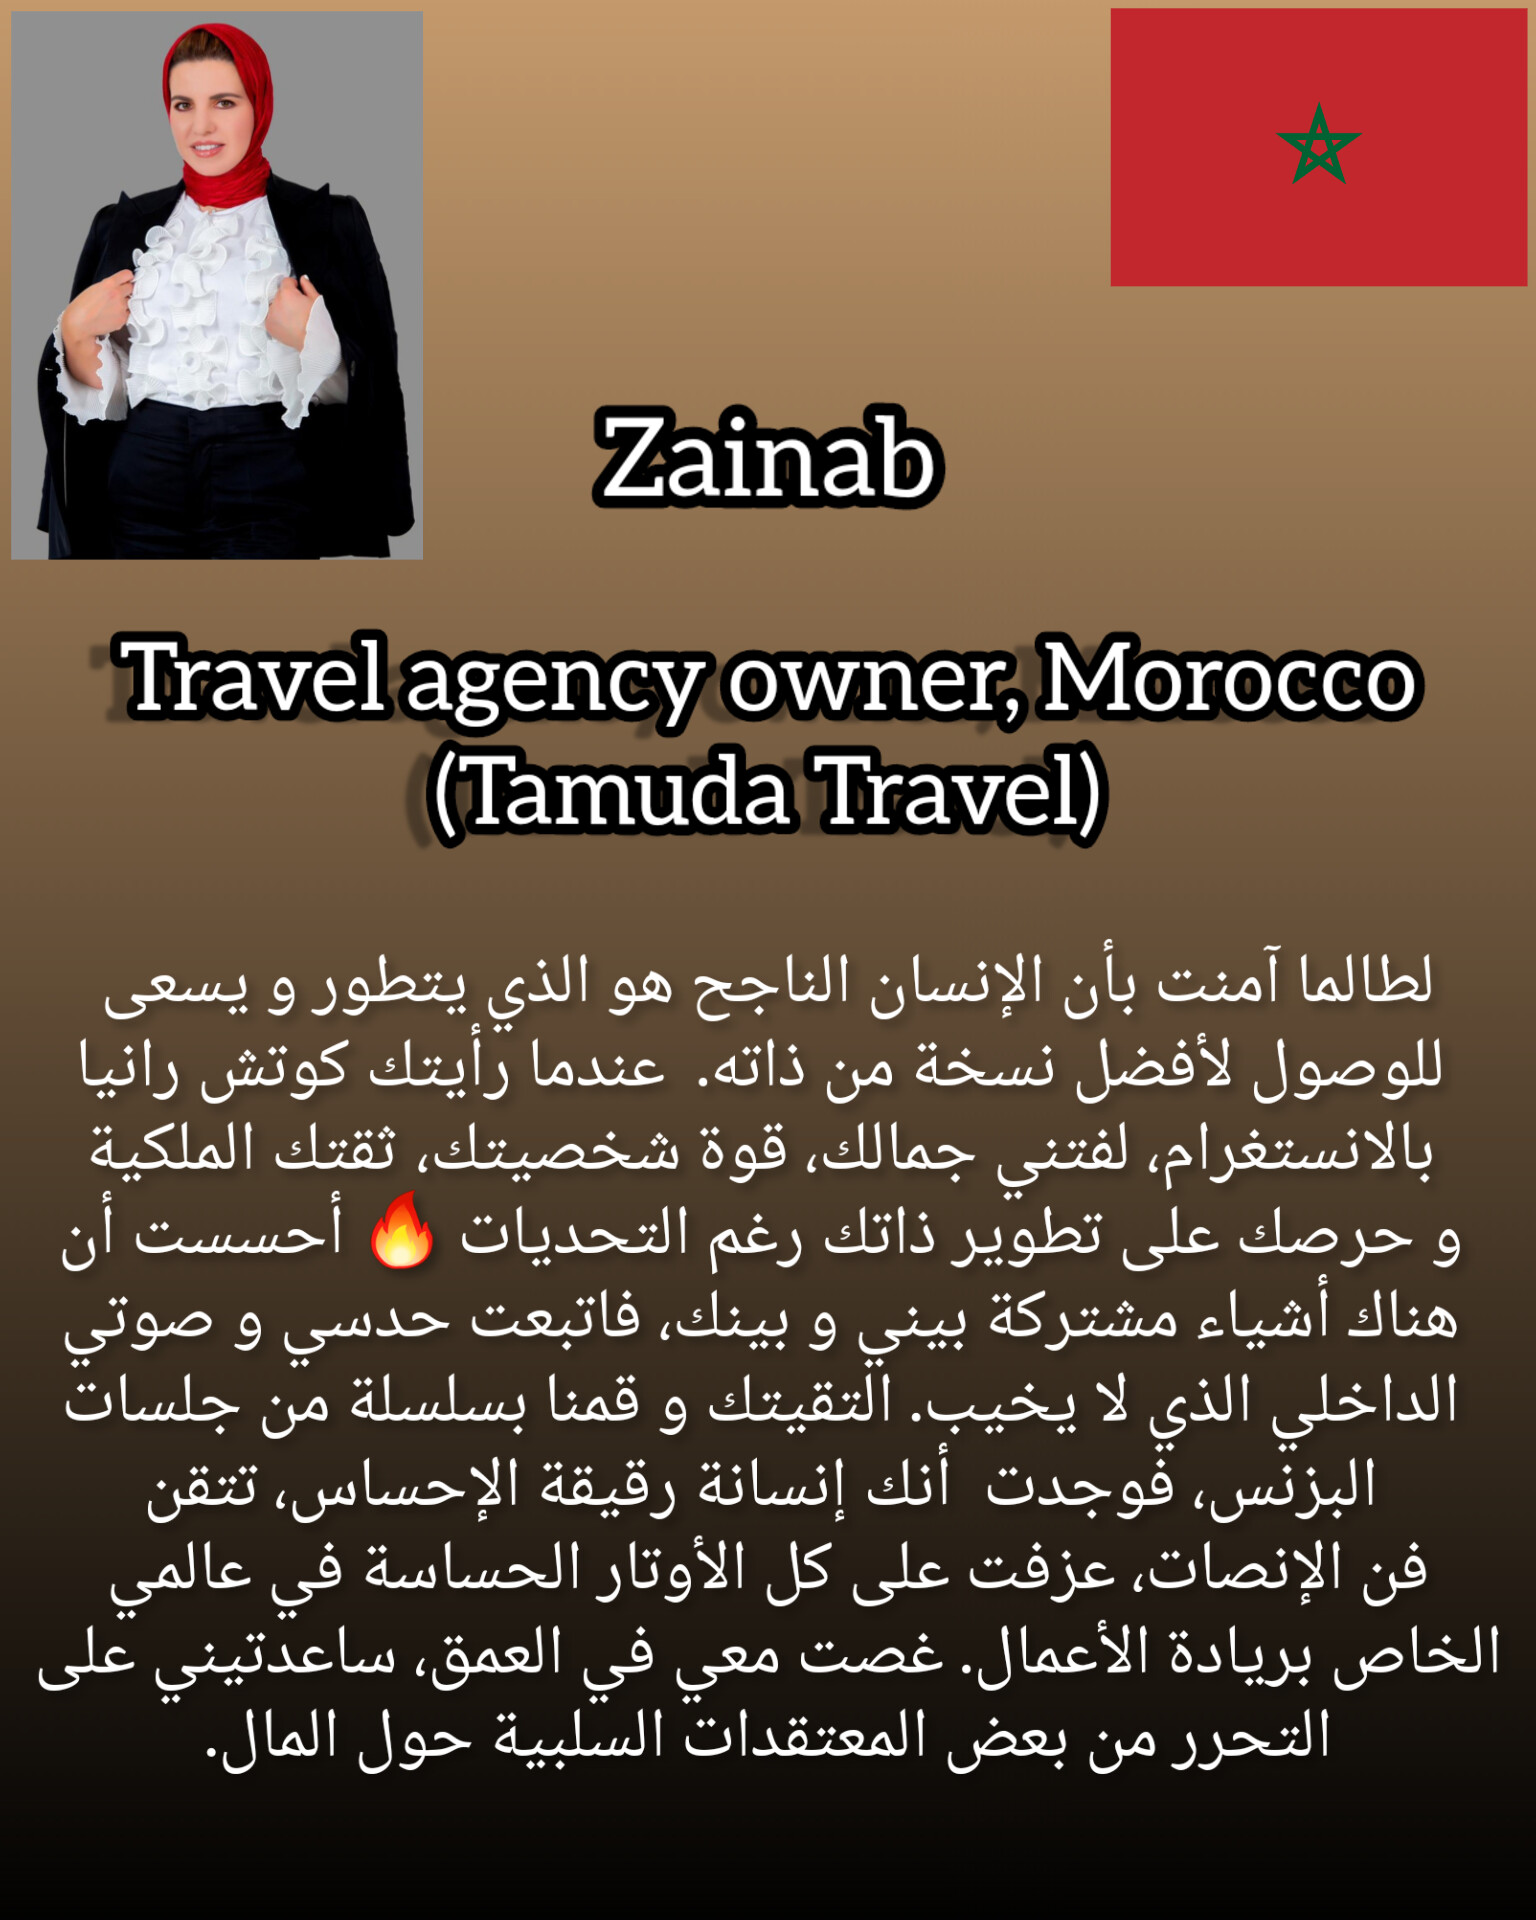 Zainab
Travel agency owner, Morocco
(Tamuda Travel)
لطالما آمنت بأن الإنسان الناجح هو الذي يتطور و يسعى
للوصول لأفضل نسخة من ذاته. عندما رأيتك كوتش رانيا
بالانستغرام، لفتني جمالك، قوة شخصيتك، ثقتك الملكية
و حرصك على تطوير ذاتك رغم التحديات 🔥 أحسست أن
هناك أشياء مشتركة بيني و بينك، فاتبعت حدسي و صوتي
الداخلي الذي لا يخيب. التقيتك و قمنا بسلسلة من جلسات
البزنس، فوجدت أنك إنسانة رقيقة الإحساس، تتقن
فن الإنصات، عزفت على كل الأوتار الحساسة في عالمي
الخاص بريادة الأعمال. غصت معي في العمق، ساعدتيني على
التحرر من بعض المعتقدات السلبية حول المال.